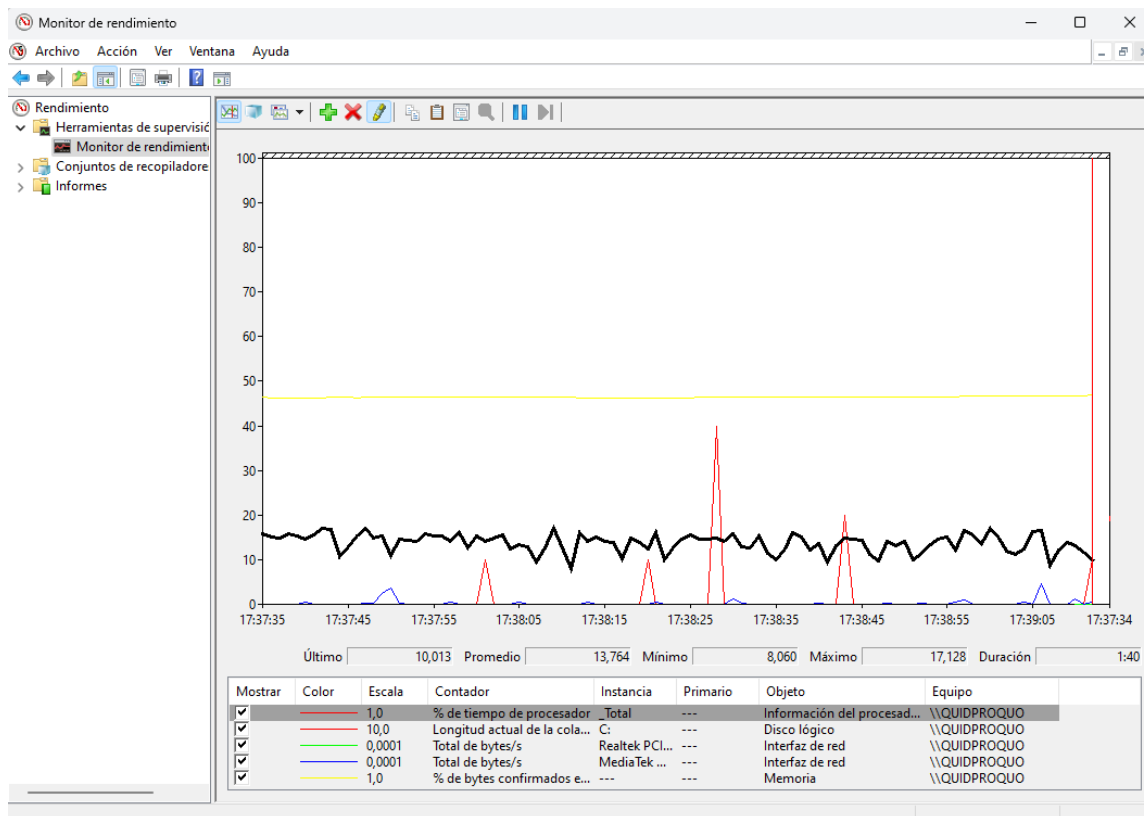 Monitor de rendimiento
Archivo Acción Ver Ventana Ayuda
Rendimiento
Herramientas de supervisió
Monitor de rendimient
Conjuntos de recopiladore
Informes
100
90
80
70
60
50
40
30
20
10
0
17:37:35 17:37:45 17:37:55 17:38:05 17:38:15 17:38:25 17:38:35 17:38:45 17:38:55 17:39:05 17:37:34
Último 10,013 Promedio 13,764 Mínimo 8,060 Máximo 17,128 Duración 1:40
Mostrar Color Escala Contador Instancia Primario Objeto Equipo
1,0 % de tiempo de procesador _Total --- Información del procesad... \\QUIDPROQUO
10,0 Longitud actual de la cola... C: --- Disco lógico \\QUIDPROQUO
0,0001 Total de bytes/s Realtek PCI... --- Interfaz de red \\QUIDPROQUO
0,0001 Total de bytes/s MediaTek ... --- Interfaz de red \\QUIDPROQUO
1,0 % de bytes confirmados e... --- --- Memoria \\QUIDPROQUO